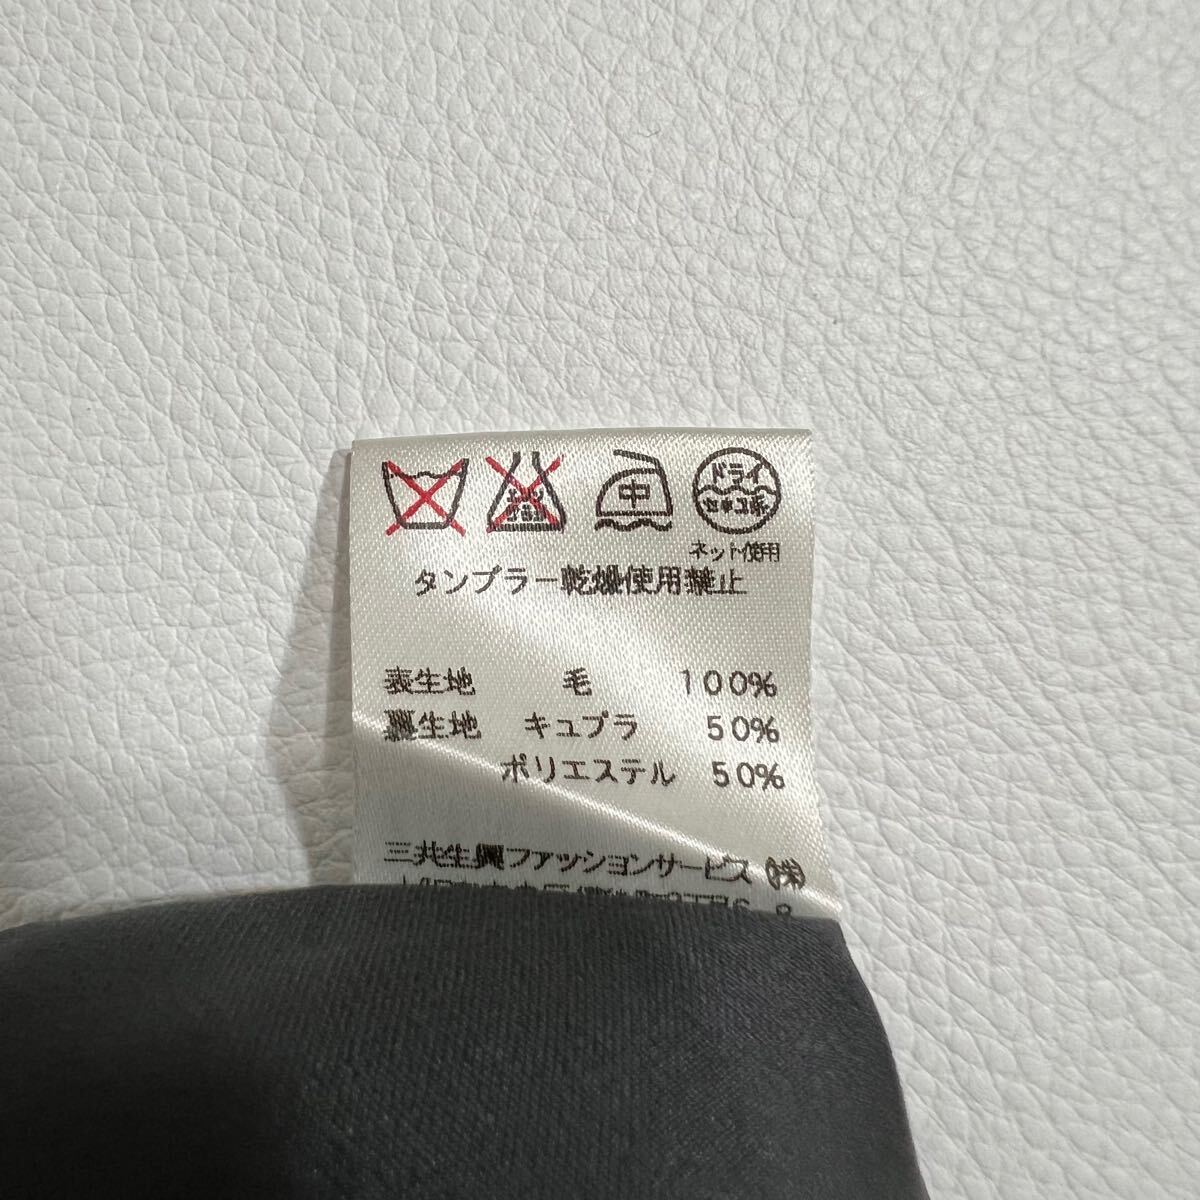 中 ドライ セキユ系
ネット使用
タンブラー乾燥使用禁止
表生地 毛 100%
裏生地 キュプラ 50%
ポリエステル 50%
三共生興ファッションサービス(株)